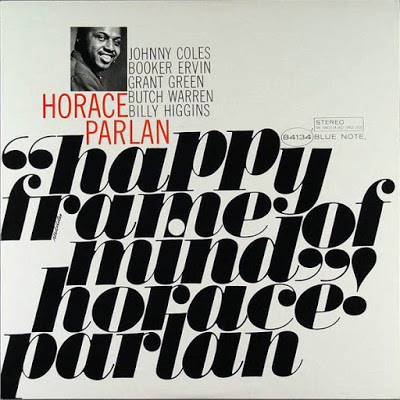 JOHNNY COLES
BOOKER ERVIN
GRANT GREEN
BUTCH WARREN
BILLY HIGGINS
HORACE
PARLAN
STEREO
84134 BLUE NOTE
“happy
frame of
mind”!
horace
parlan